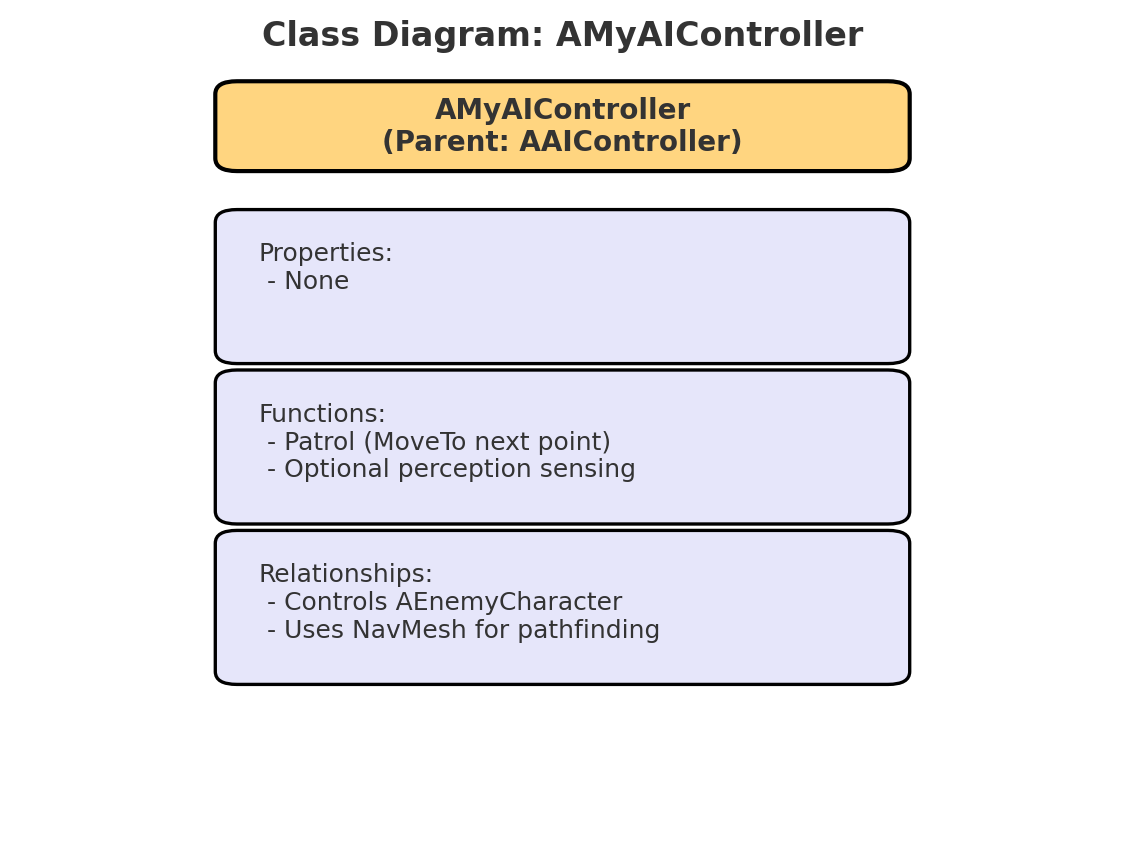 Class Diagram: AMyAIController
AMyAIController
(Parent: AAIController)
Properties:
- None
Functions:
- Patrol (MoveTo next point)
- Optional perception sensing
Relationships:
- Controls AEnemyCharacter
- Uses NavMesh for pathfinding